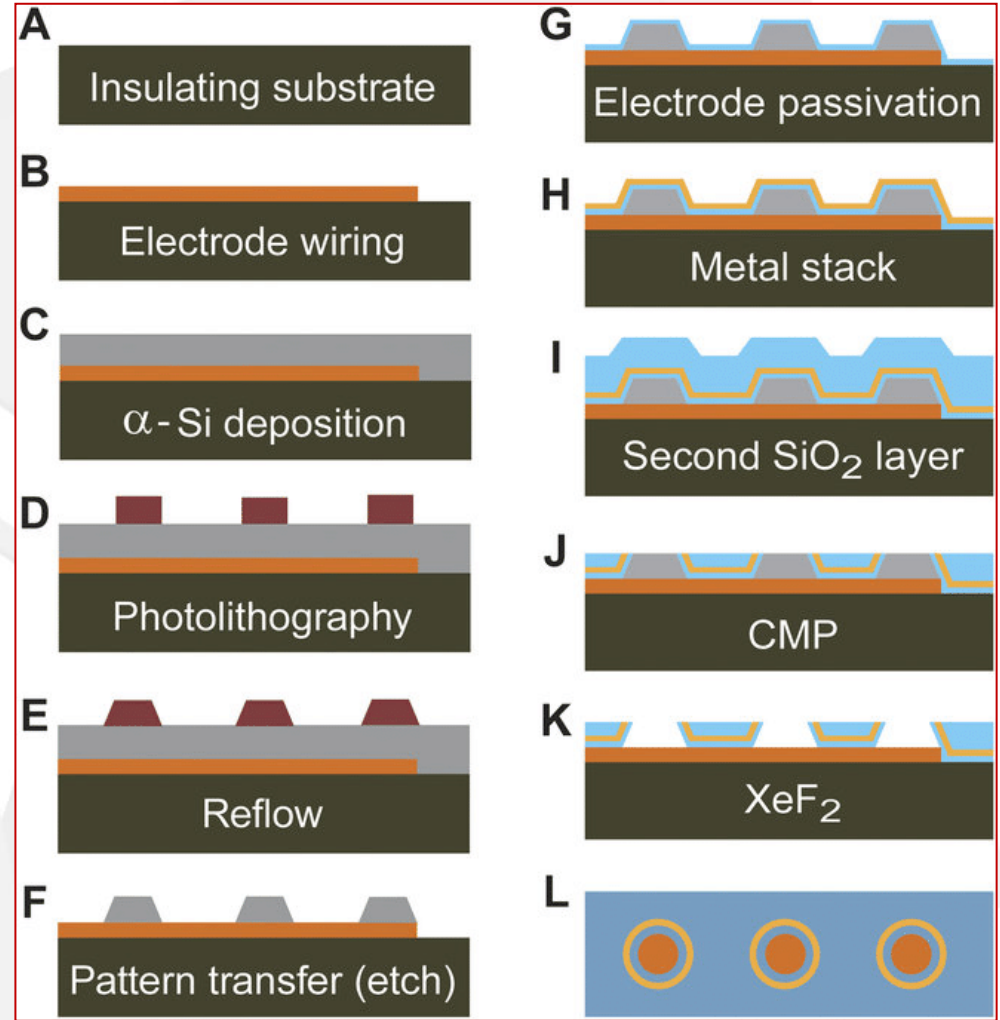 A
Insulating substrate
B
Electrode wiring
C
α-Si deposition
D
Photolithography
E
Reflow
F
Pattern transfer (etch)
G
Electrode passivation
H
Metal stack
I
Second SiO₂ layer
J
CMP
K
XeF₂
L